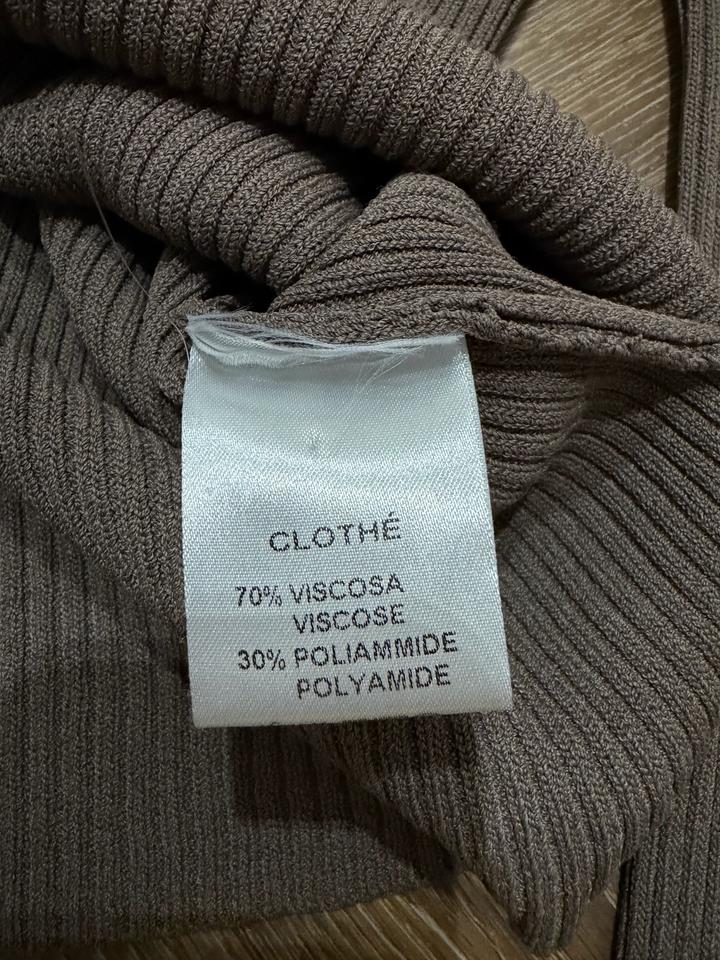 CLOTHÉ
70% VISCOSA
VISCOSE
30% POLIAMMIDE
POLYAMIDE